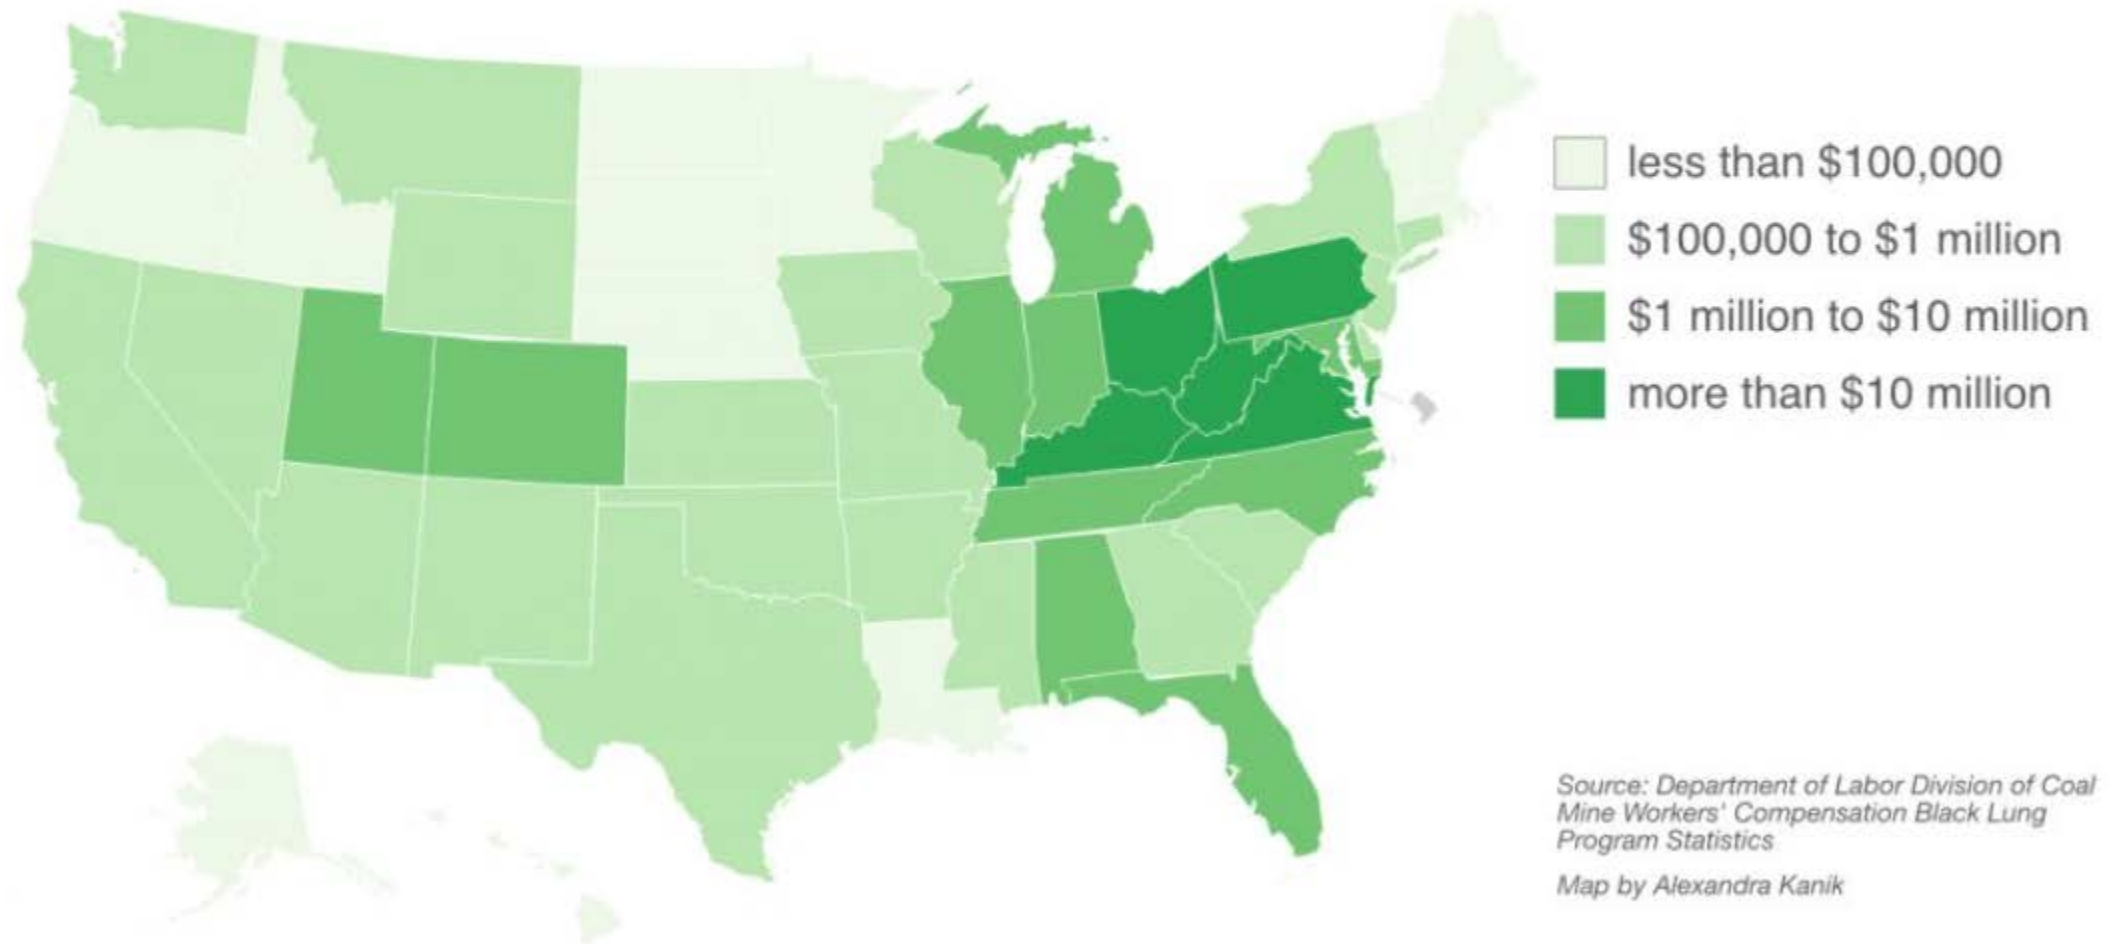 less than $100,000
$100,000 to $1 million
$1 million to $10 million
more than $10 million
Source: Department of Labor Division of Coal
Mine Workers' Compensation Black Lung
Program Statistics
Map by Alexandra Kanik